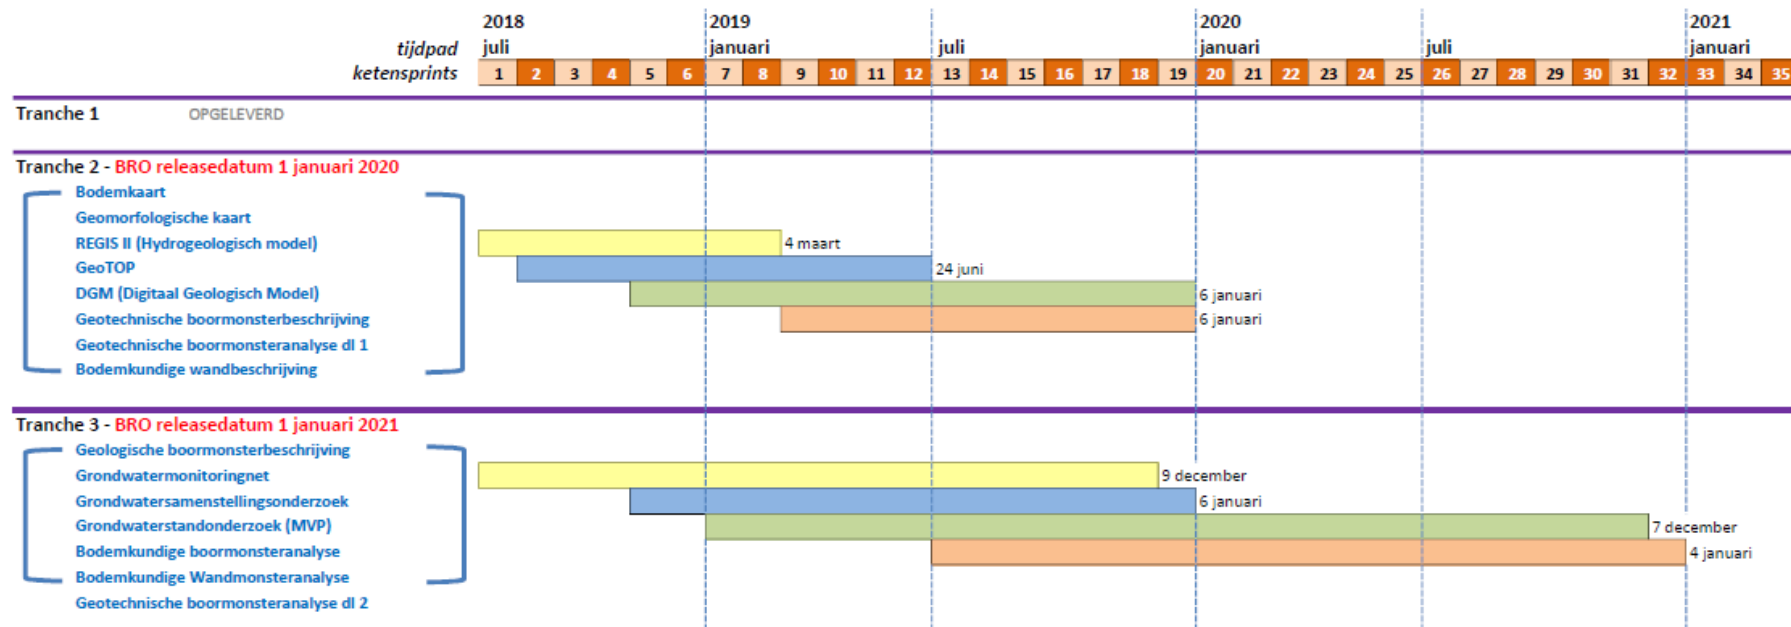 2018 2019 2020 2021
tijdpad juli januari juli januari juli januari
ketensprints 1 2 3 4 5 6 7 8 9 10 11 12 13 14 15 16 17 18 19 20 21 22 23 24 25 26 27 28 29 30 31 32 33 34 35
Tranche 1 OPGELEVERD
Tranche 2 - BRO releasedatum 1 januari 2020
Bodemkaart
Geomorfologische kaart
REGIS II (Hydrogeologisch model) 4 maart
GeoTOP 24 juni
DGM (Digitaal Geologisch Model) 6 januari
Geotechnische boormonsterbeschrijving 6 januari
Geotechnische boormonsteranalyse dl 1
Bodemkundige wandbeschrijving
Tranche 3 - BRO releasedatum 1 januari 2021
Geologische boormonsterbeschrijving
Grondwatermonitoringnet 9 december
Grondwatersamenstellingsonderzoek 6 januari
Grondwaterstandonderzoek (MVP) 7 december
Bodemkundige boormonsteranalyse 4 januari
Bodemkundige Wandmonsteranalyse
Geotechnische boormonsteranalyse dl 2